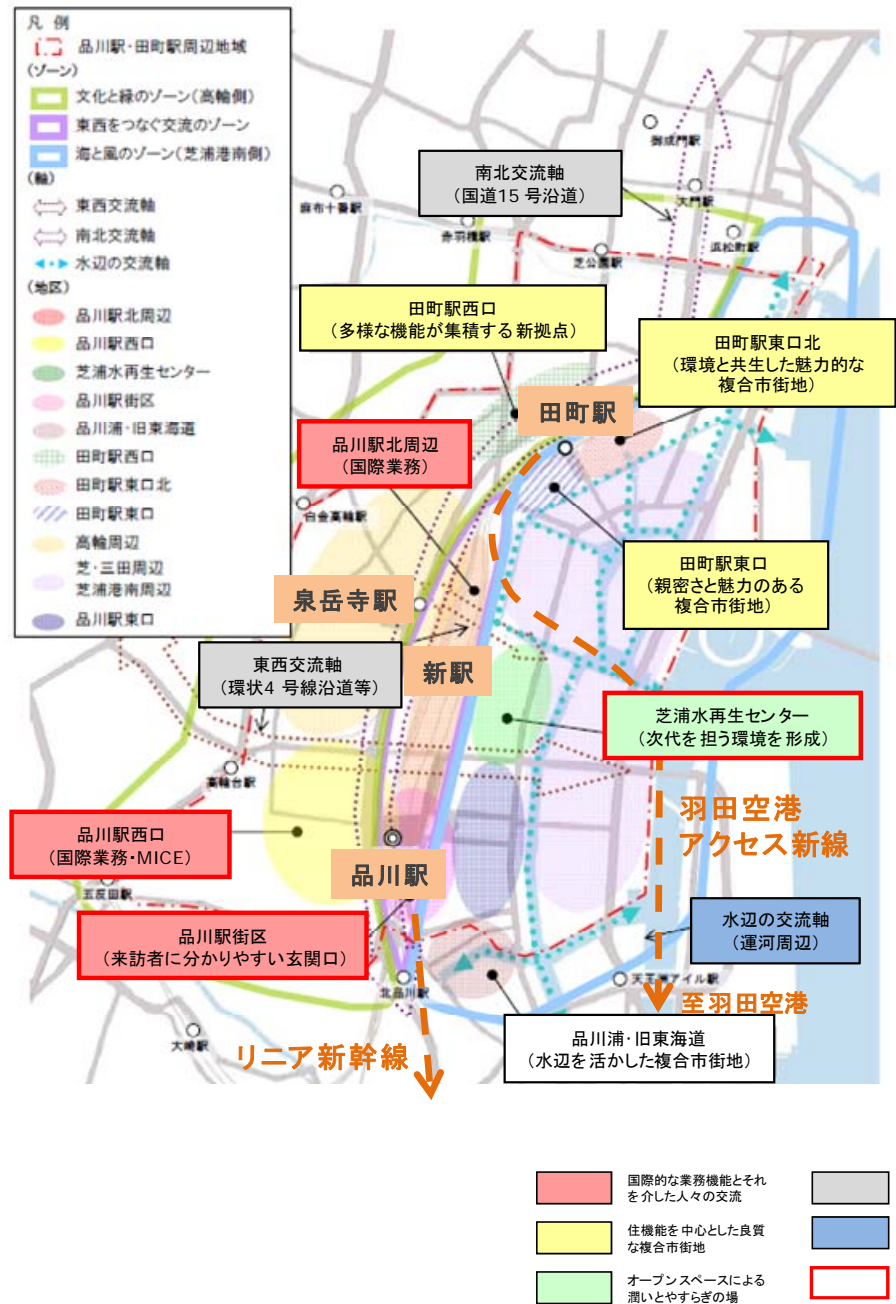 凡 例
品川駅・田町駅周辺地域
(ゾーン)
文化と緑のゾーン(高輪側)
東西をつなぐ交流のゾーン
海と風のゾーン(芝浦港南側)
(軸)
東西交流軸
南北交流軸
水辺の交流軸
(地区)
品川駅北周辺
品川駅西口
芝浦水再生センター
品川駅街区
品川浦・旧東海道
田町駅西口
田町駅東口北
田町駅東口
高輪周辺
芝・三田周辺
芝浦港南周辺
品川駅東口
御成門駅
南北交流軸
(国道15 号沿道)
大門駅
麻布十番駅
赤羽橋駅
浜松町駅
芝公園駅
田町駅西口
(多様な機能が集積する新拠点)
田町駅東口北
(環境と共生した魅力的な
複合市街地)
田町駅
品川駅北周辺
(国際業務)
白金高輪駅
田町駅東口
(親密さと魅力のある
複合市街地)
泉岳寺駅
東西交流軸
(環状4 号線沿道等)
新駅
芝浦水再生センター
(次代を担う環境を形成)
高輪台駅
羽田空港
アクセス新線
品川駅西口
(国際業務・MICE)
品川駅
五反田駅
品川駅街区
(来訪者に分かりやすい玄関口)
水辺の交流軸
(運河周辺)
北品川駅
天王洲アイル駅
至羽田空港
大崎駅
リニア新幹線
品川浦・旧東海道
(水辺を活かした複合市街地)
国際的な業務機能とそれ
を介した人々の交流
住機能を中心とした良質
な複合市街地
オープンスペースによる
潤いとやすらぎの場